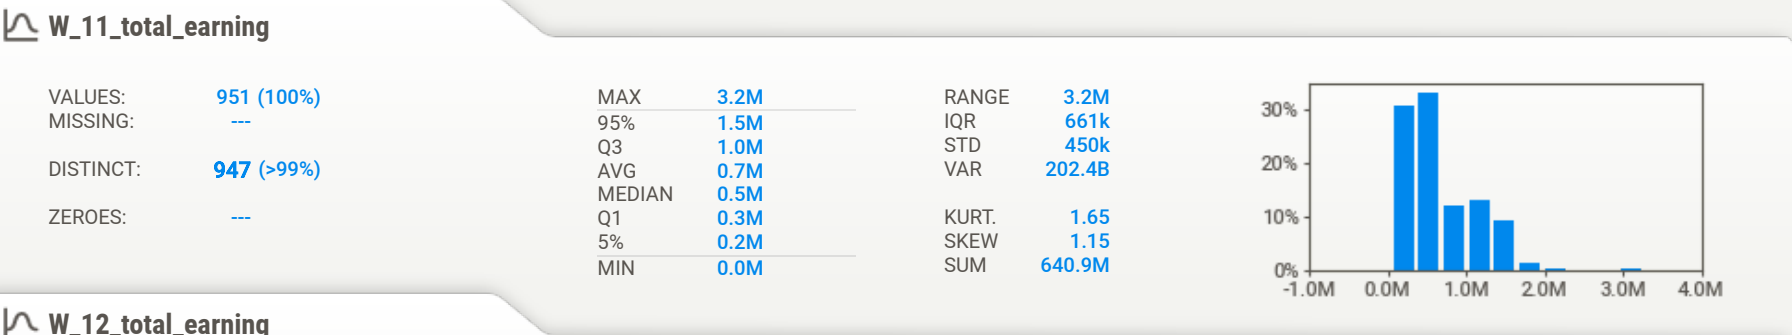 W_11_total_earning
VALUES: 951 (100%)
MISSING: ---
DISTINCT: 947 (>99%)
ZEROES: ---
MAX 3.2M
95% 1.5M
Q3 1.0M
AVG 0.7M
MEDIAN 0.5M
Q1 0.3M
5% 0.2M
MIN 0.0M
RANGE 3.2M
IQR 661k
STD 450k
VAR 202.4B
KURT. 1.65
SKEW 1.15
SUM 640.9M
30%
20%
10%
0%
-1.0M 0.0M 1.0M 2.0M 3.0M 4.0M
W_12_total_earning